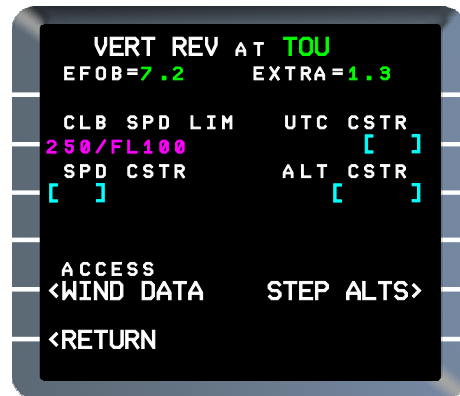 VERT REV AT TOU
EFOB=7.2 EXTRA=1.3
CLB SPD LIM UTC CSTR
250/FL100 [ ]
SPD CSTR ALT CSTR
[ ] [ ]
ACCESS
<WIND DATA STEP ALTS>
<RETURN